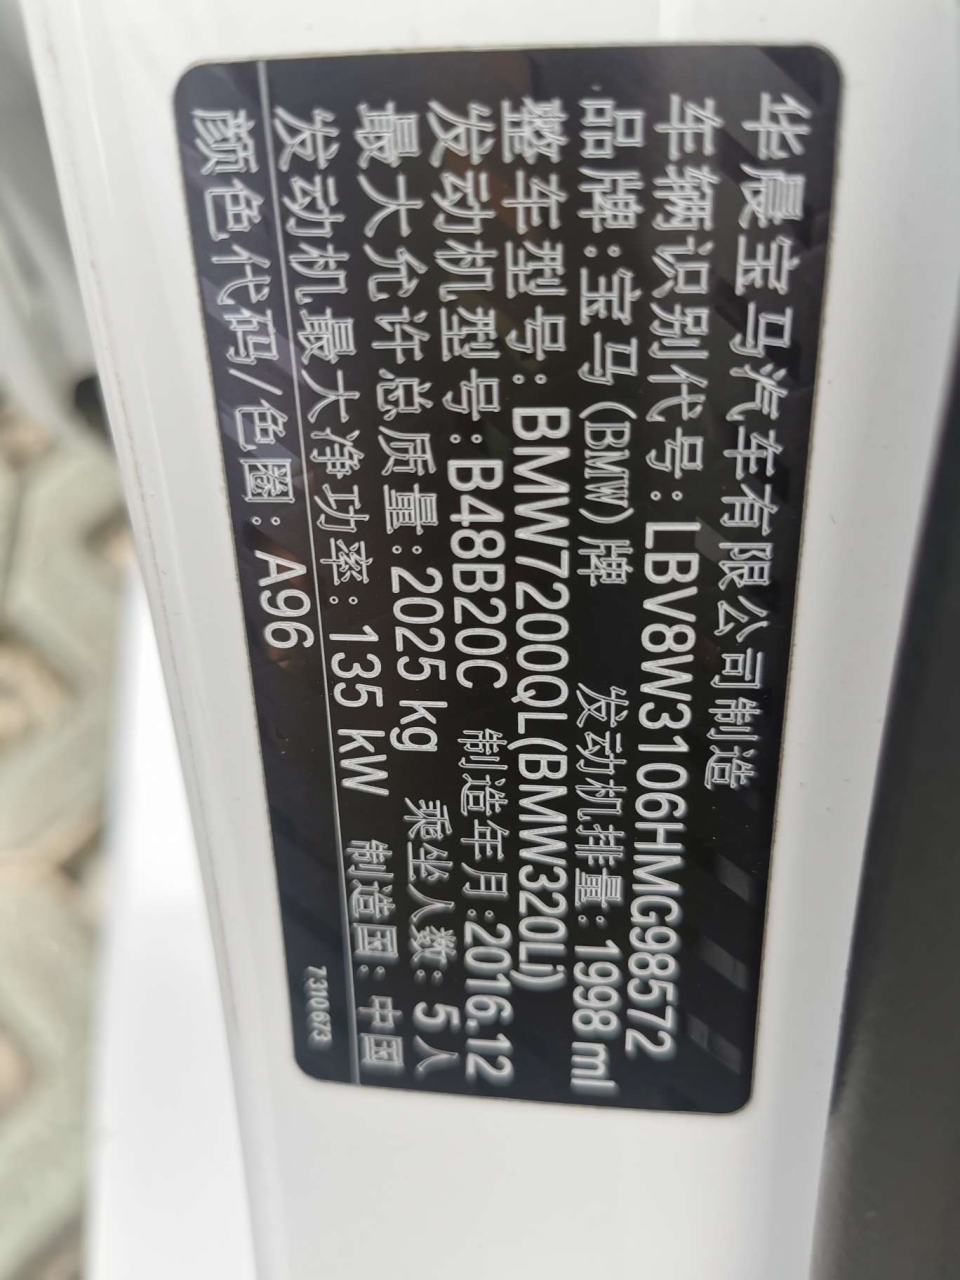 华晨宝马汽车有限公司制造
车辆识别代号:LBV8W3106HMG98572
品牌:宝马(BMW)牌 发动机排量:1998 ml
整车型号:BMW7200QL(BMW320Li)
发动机型号:B48B20C 制造年月:2016.12
最大允许总质量:2025 kg 乘坐人数:5人
发动机最大净功率:135 kW 制造国:中国
颜色代码/色圈:A96
7310673